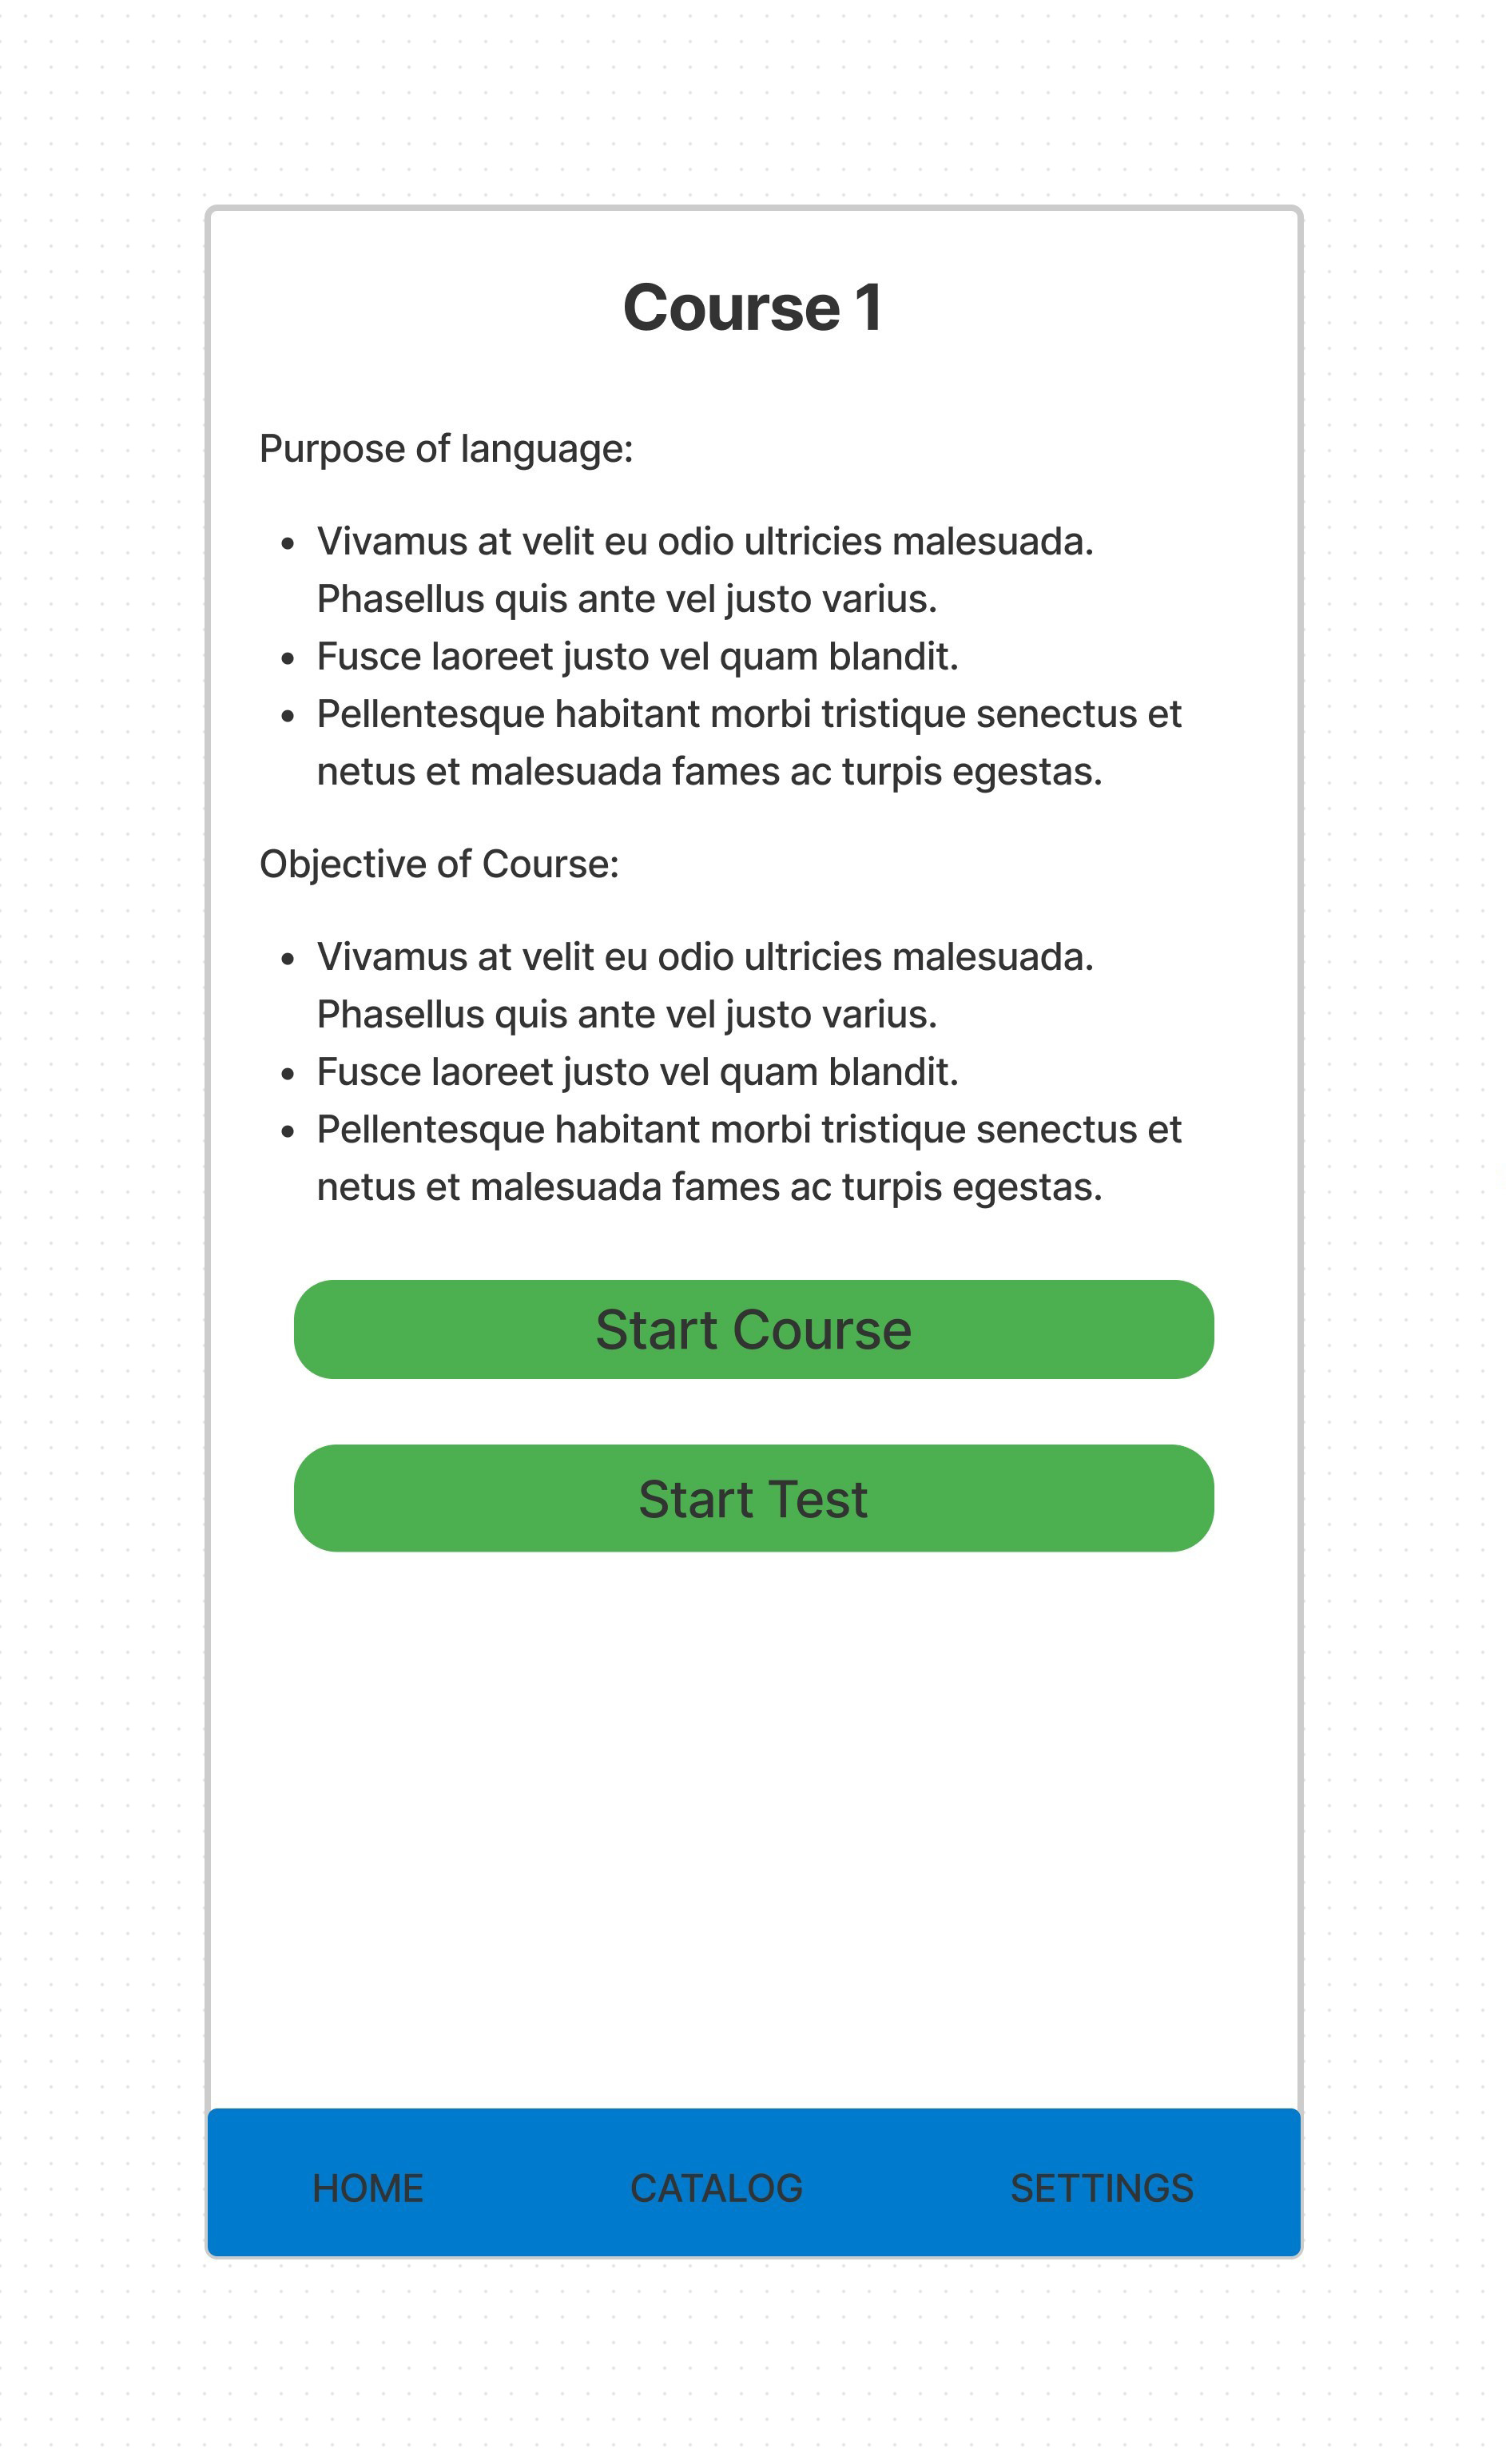 Course 1
Purpose of language:
• Vivamus at velit eu odio ultricies malesuada.
Phasellus quis ante vel justo varius.
• Fusce laoreet justo vel quam blandit.
• Pellentesque habitant morbi tristique senectus et
netus et malesuada fames ac turpis egestas.
Objective of Course:
• Vivamus at velit eu odio ultricies malesuada.
Phasellus quis ante vel justo varius.
• Fusce laoreet justo vel quam blandit.
• Pellentesque habitant morbi tristique senectus et
netus et malesuada fames ac turpis egestas.
Start Course
Start Test
HOME CATALOG SETTINGS